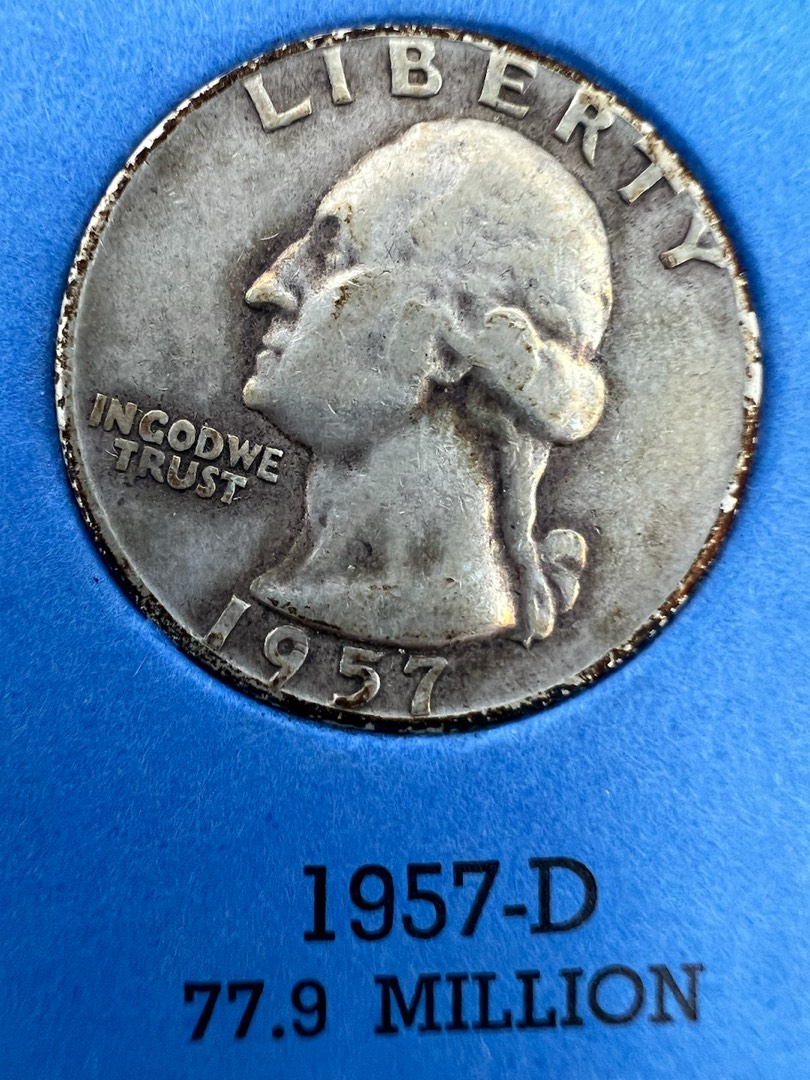 LIBERTY
IN GOD WE
TRUST
1957
1957-D
77.9 MILLION